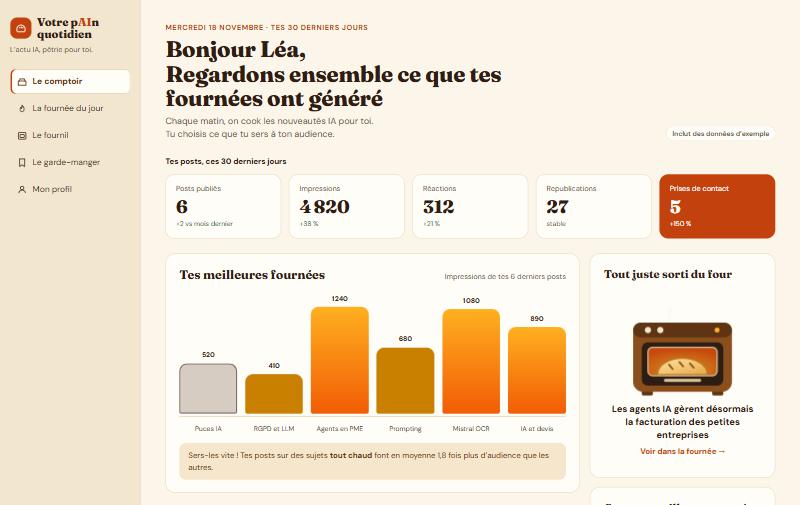 Votre pAIn
quotidien
L'actu IA, pétrie pour toi.
Le comptoir
La fournée du jour
Le fournil
Le garde-manger
Mon profil
MERCREDI 18 NOVEMBRE · TES 30 DERNIERS JOURS
Bonjour Léa,
Regardons ensemble ce que tes
fournées ont généré
Chaque matin, on cook les nouveautés IA pour toi.
Tu choisis ce que tu sers à ton audience.
Inclut des données d'exemple
Tes posts, ces 30 derniers jours
Posts publiés
6
+2 vs mois dernier
Impressions
4 820
+38 %
Réactions
312
+21 %
Republications
27
stable
Prises de contact
5
+150 %
Tes meilleures fournées
Impressions de tes 6 derniers posts
520
410
1240
680
1080
890
Puces IA
RGPD et LLM
Agents en PME
Prompting
Mistral OCR
IA et devis
Sers-les vite ! Tes posts sur des sujets tout chaud font en moyenne 1,8 fois plus d'audience que les
autres.
Tout juste sorti du four
Les agents IA gèrent désormais
la facturation des petites
entreprises
Voir dans la fournée →